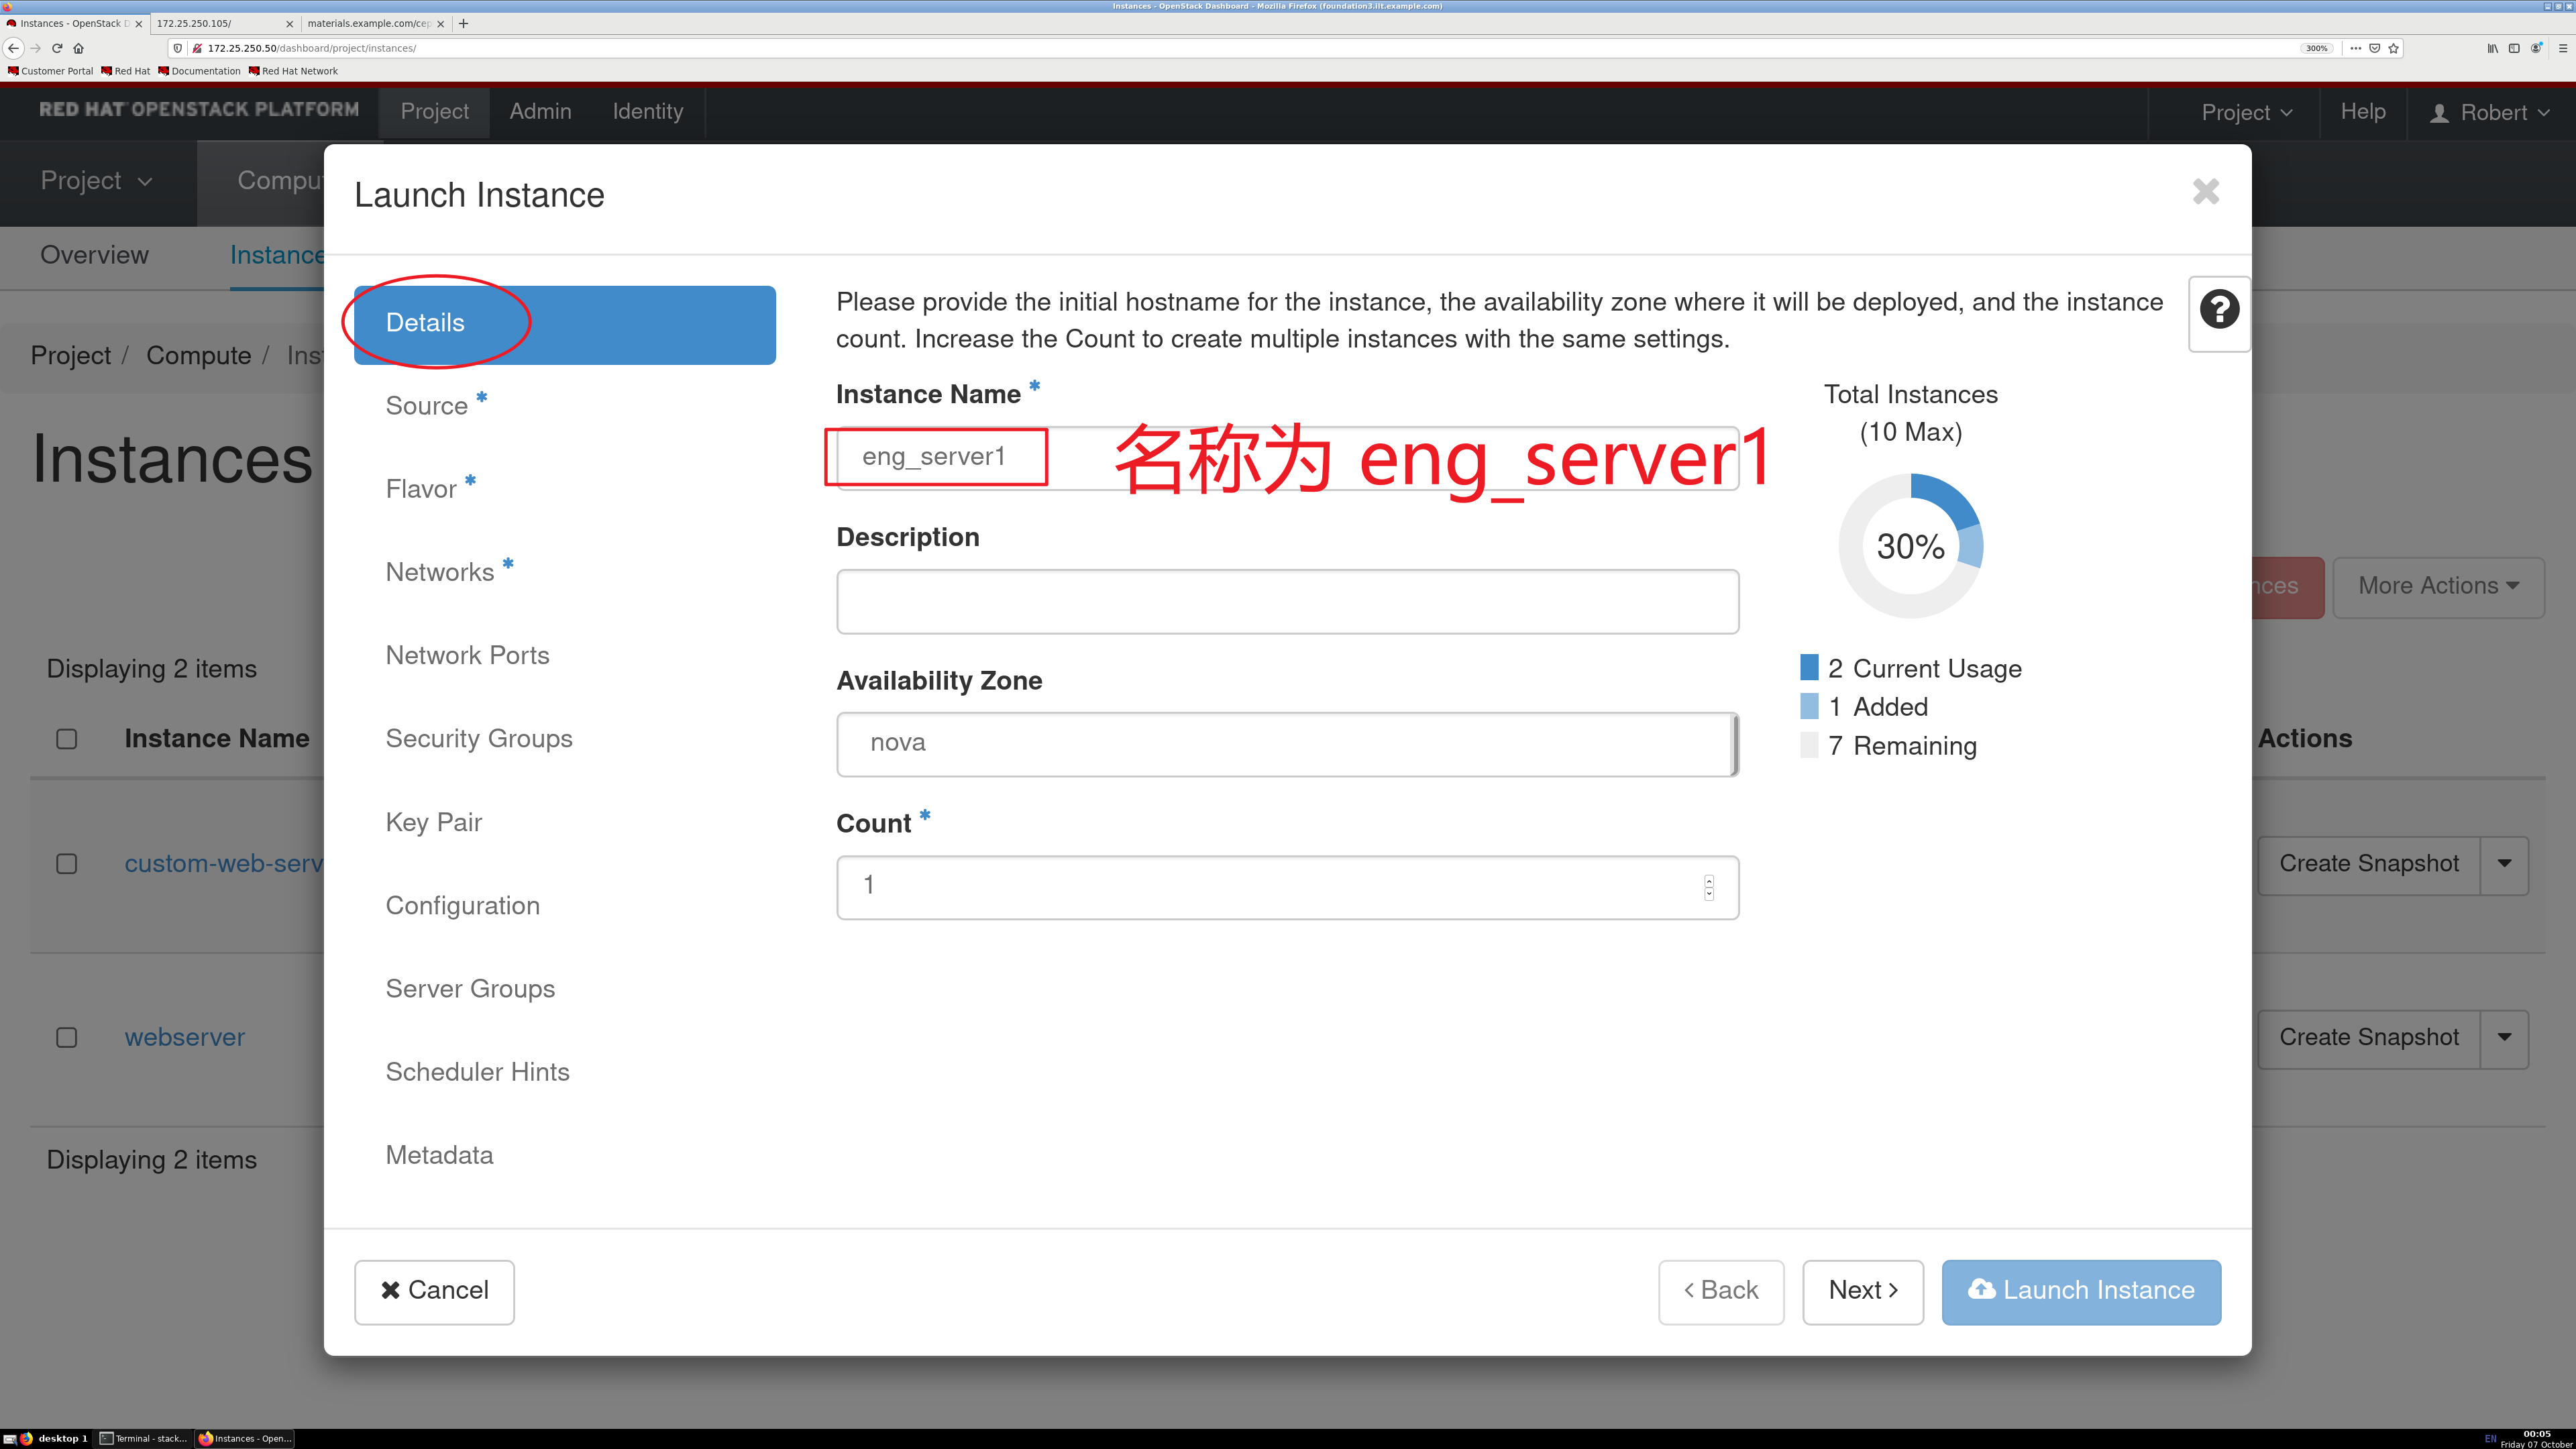 Instances - OpenStack Dashboard - Mozilla Firefox (foundation3.ilt.example.com)
Instances - OpenStack D
172.25.250.105/
materials.example.com/cep
172.25.250.50/dashboard/project/instances/
300%
Customer Portal
Red Hat
Documentation
Red Hat Network
RED HAT OPENSTACK PLATFORM
Project
Admin
Identity
Project
Help
Robert
Project
Compu
Overview
Instance
Project / Compute / Ins
Instances
nces
More Actions
Displaying 2 items
Instance Name
Actions
custom-web-serv
Create Snapshot
webserver
Create Snapshot
Displaying 2 items
Launch Instance
Details
Source *
Flavor *
Networks *
Network Ports
Security Groups
Key Pair
Configuration
Server Groups
Scheduler Hints
Metadata
Please provide the initial hostname for the instance, the availability zone where it will be deployed, and the instance
count. Increase the Count to create multiple instances with the same settings.
Instance Name *
eng_server1
名称为 eng_server1
Description
Availability Zone
nova
Count *
1
Total Instances
(10 Max)
30%
2 Current Usage
1 Added
7 Remaining
Cancel
Back
Next
Launch Instance
desktop 1
Terminal - stack...
Instances - Open...
EN
00:05
Friday 07 October